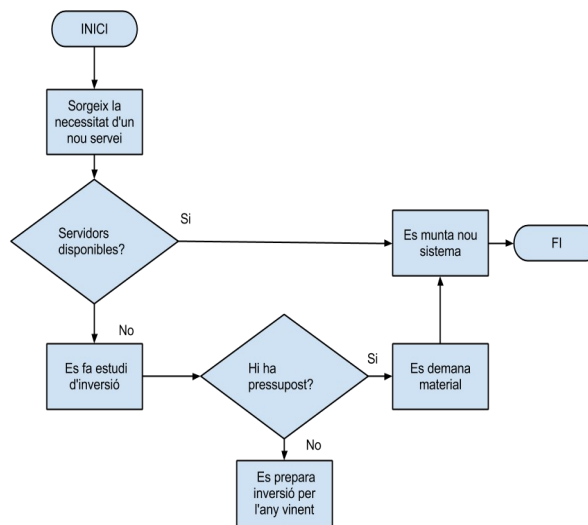 INICI
Sorgeix la
necessitat d'un
nou servei
Servidors
disponibles?
Si
Es munta nou
sistema
FI
No
Es fa estudi
d'inversió
Hi ha
pressupost?
Si
Es demana
material
No
Es prepara
inversió per
l'any vinent